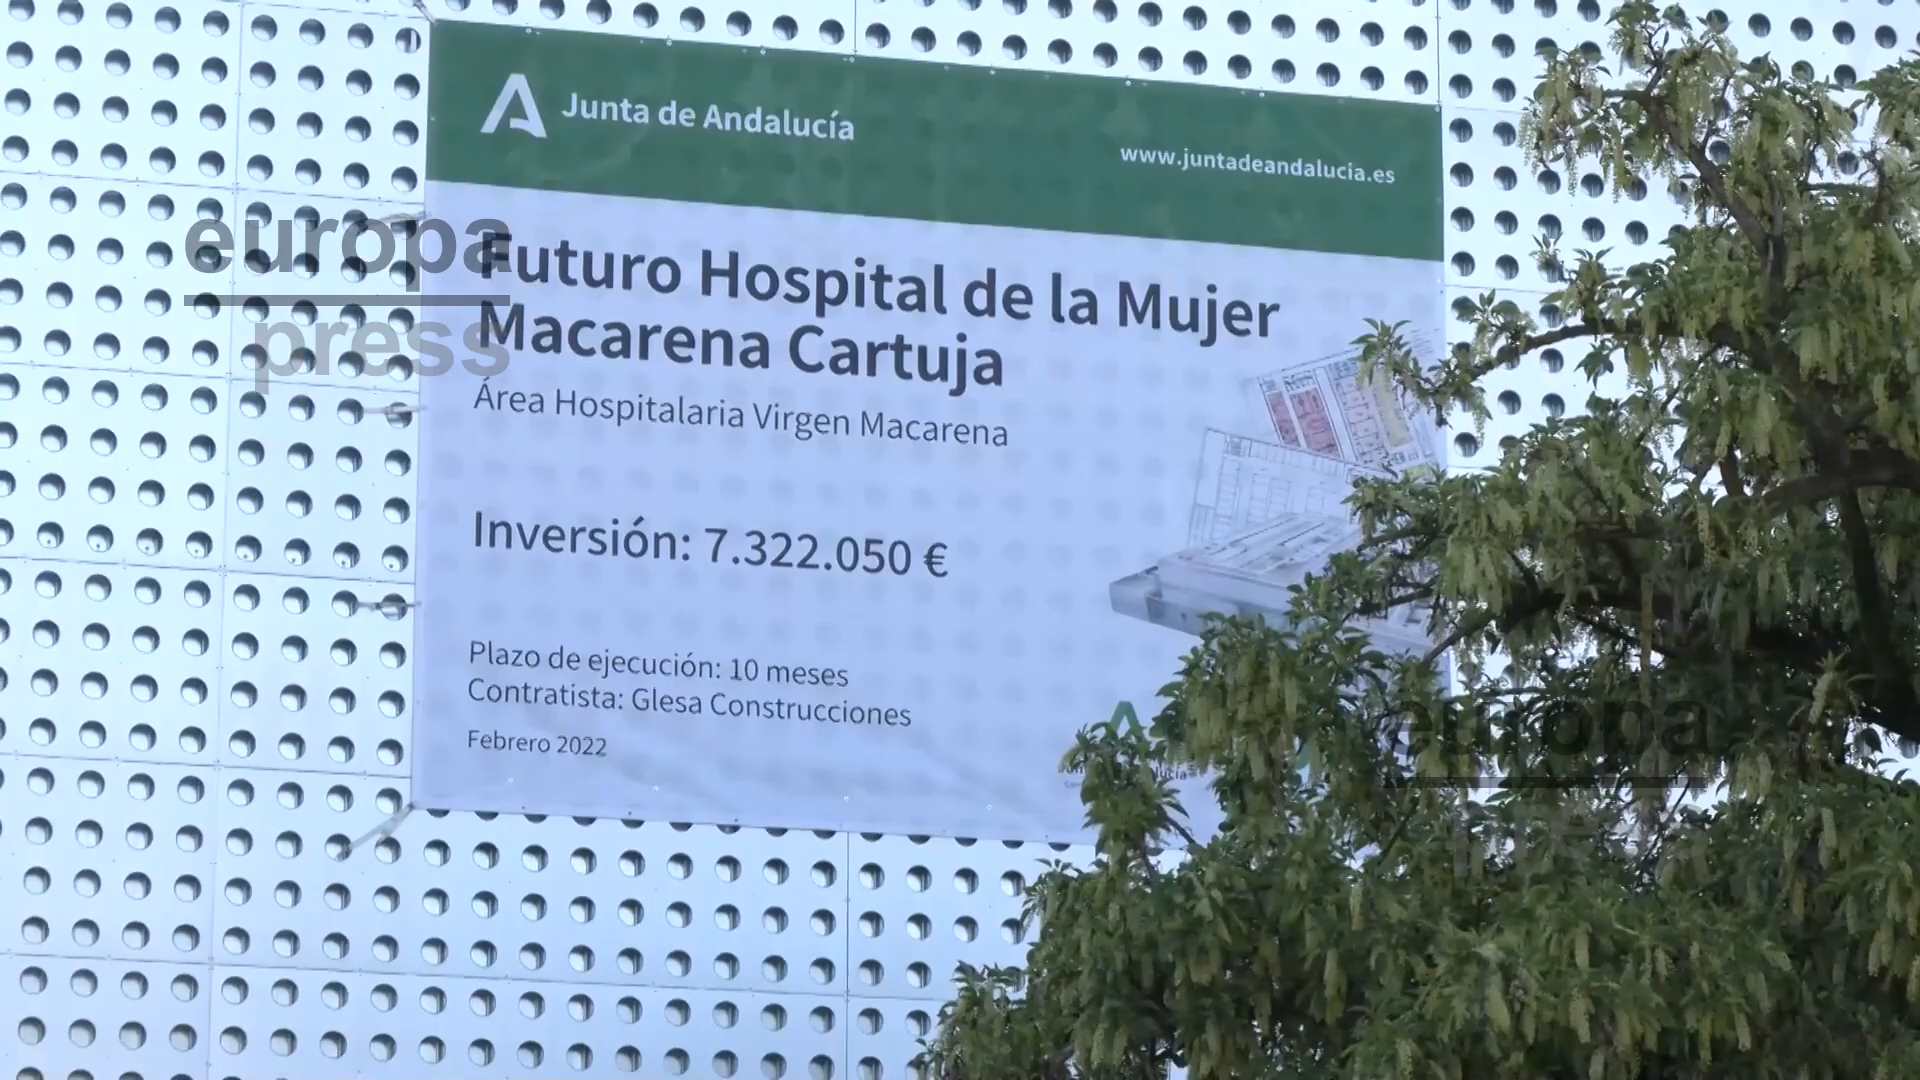 Junta de Andalucía
www.juntadeandalucia.es
Futuro Hospital de la Mujer
Macarena Cartuja
Área Hospitalaria Virgen Macarena
Inversión: 7.322.050 €
Plazo de ejecución: 10 meses
Contratista: Glesa Construcciones
Febrero 2022
europa
press
europa
press